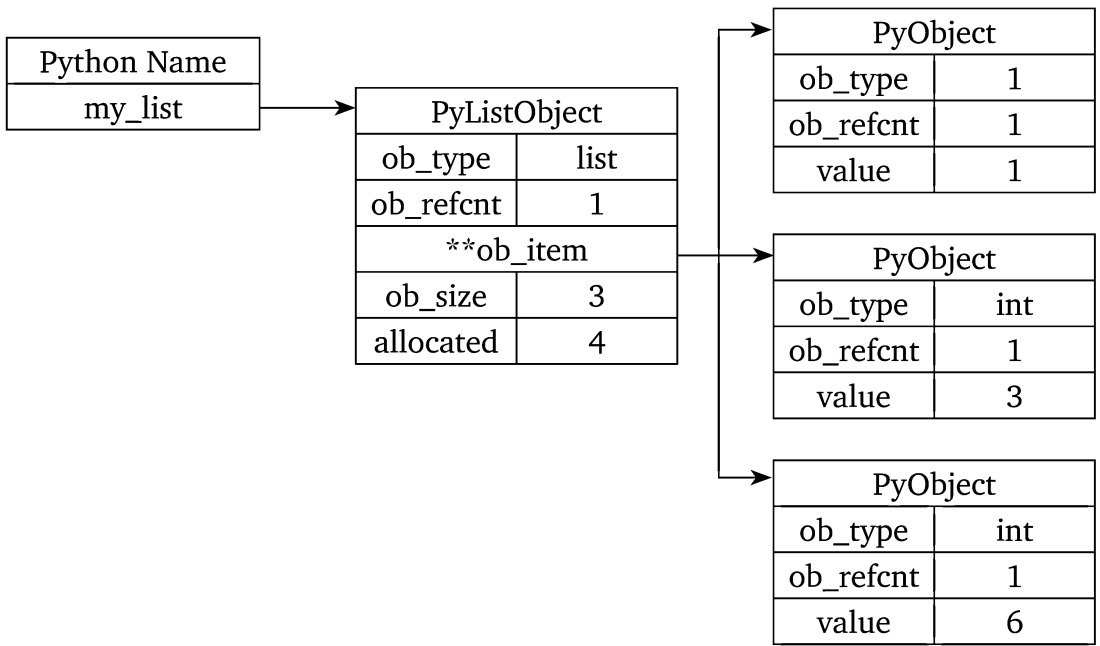 Python Name
my_list
PyListObject
ob_type list
ob_refcnt 1
**ob_item
ob_size 3
allocated 4
PyObject
ob_type 1
ob_refcnt 1
value 1
PyObject
ob_type int
ob_refcnt 1
value 3
PyObject
ob_type int
ob_refcnt 1
value 6